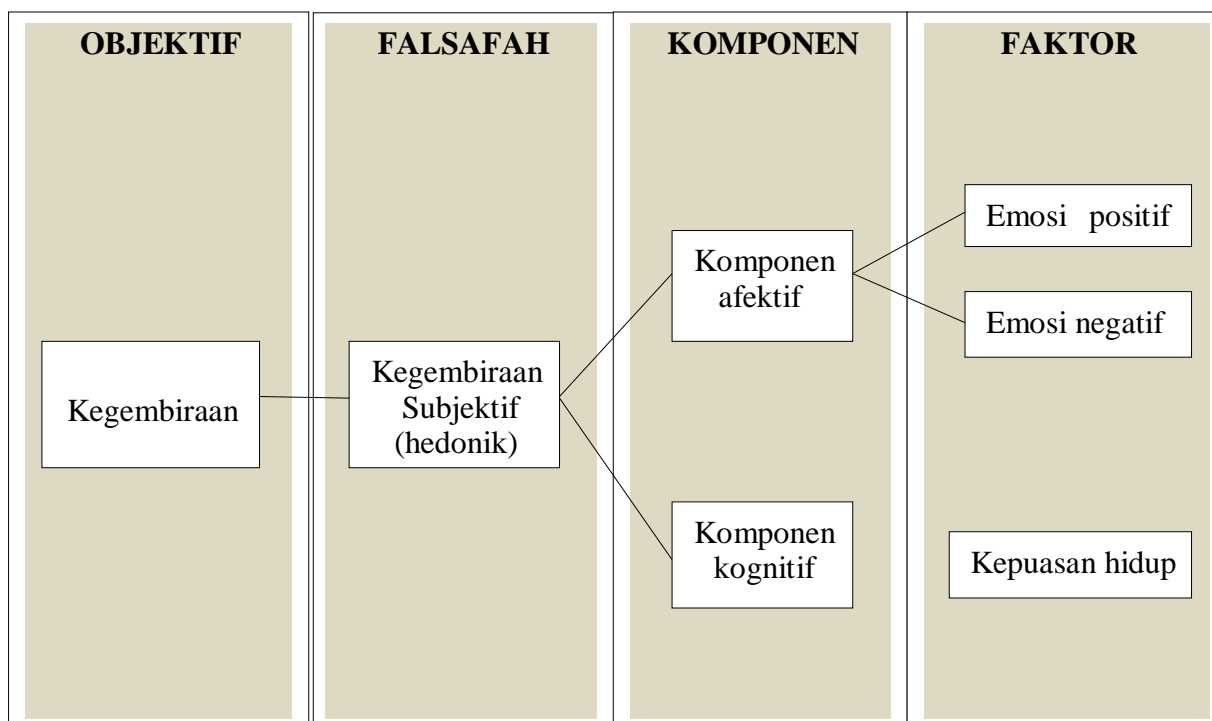 OBJEKTIF
FALSAFAH
KOMPONEN
FAKTOR
Kegembiraan
Kegembiraan
Subjektif
(hedonik)
Komponen
afektif
Komponen
kognitif
Emosi positif
Emosi negatif
Kepuasan hidup